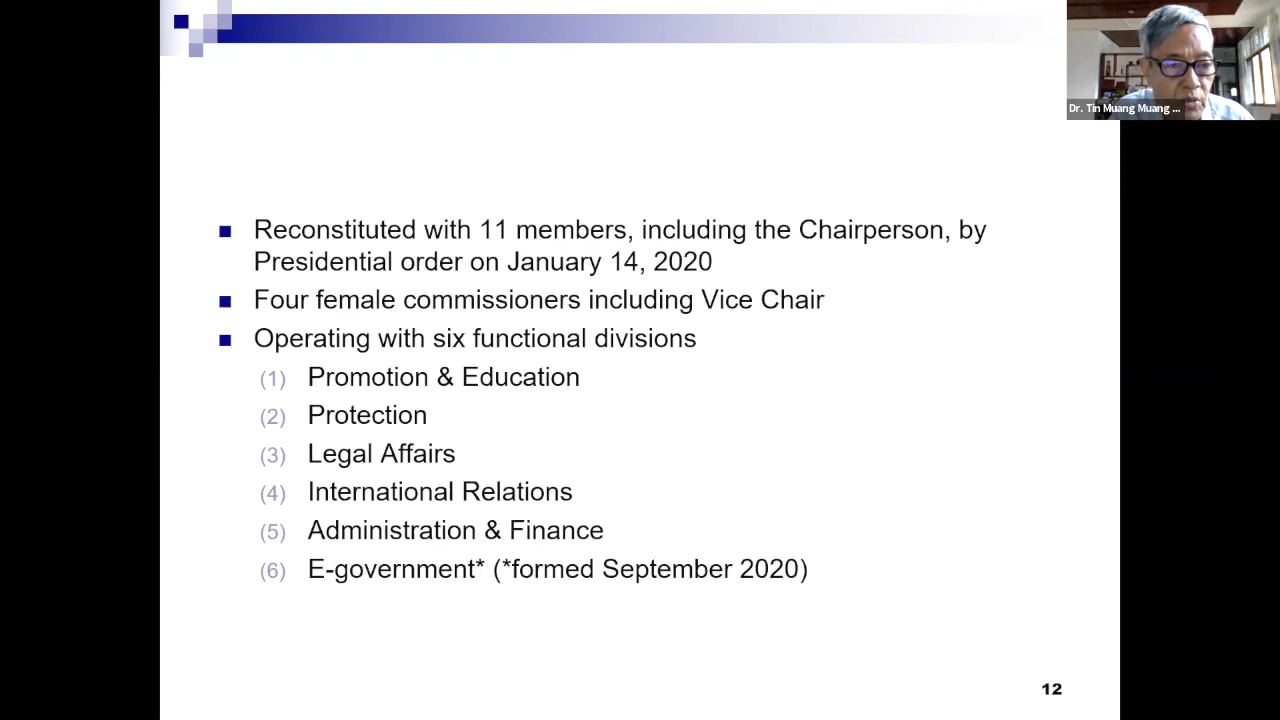 Dr. Tin Muang Muang ...
Reconstituted with 11 members, including the Chairperson, by
Presidential order on January 14, 2020
Four female commissioners including Vice Chair
Operating with six functional divisions
(1) Promotion & Education
(2) Protection
(3) Legal Affairs
(4) International Relations
(5) Administration & Finance
(6) E-government* (*formed September 2020)
12